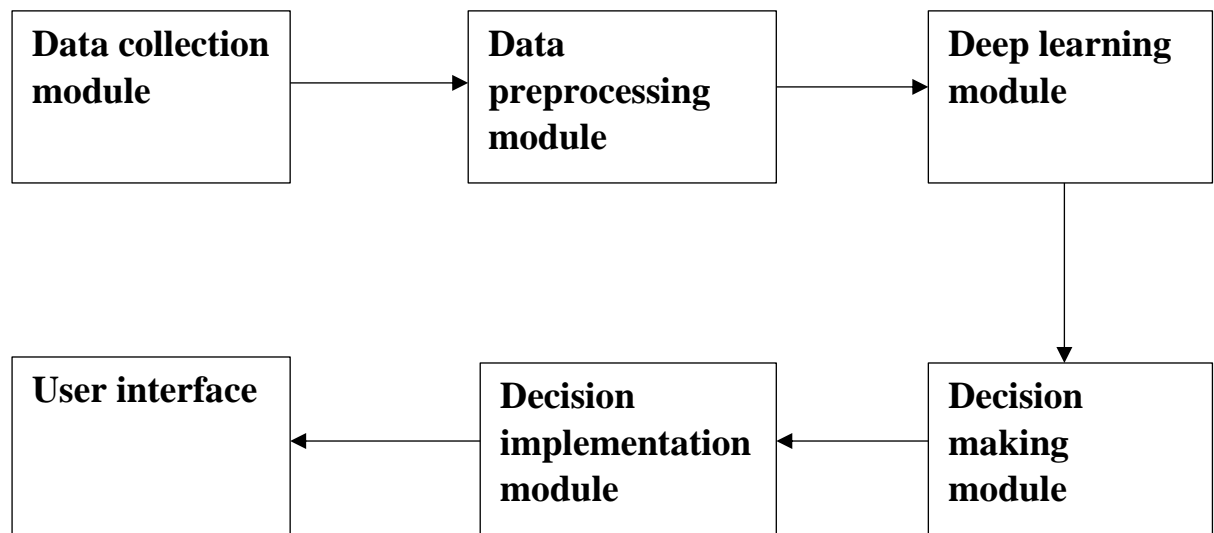 Data collection
module
Data
preprocessing
module
Deep learning
module
User interface
Decision
implementation
module
Decision
making
module